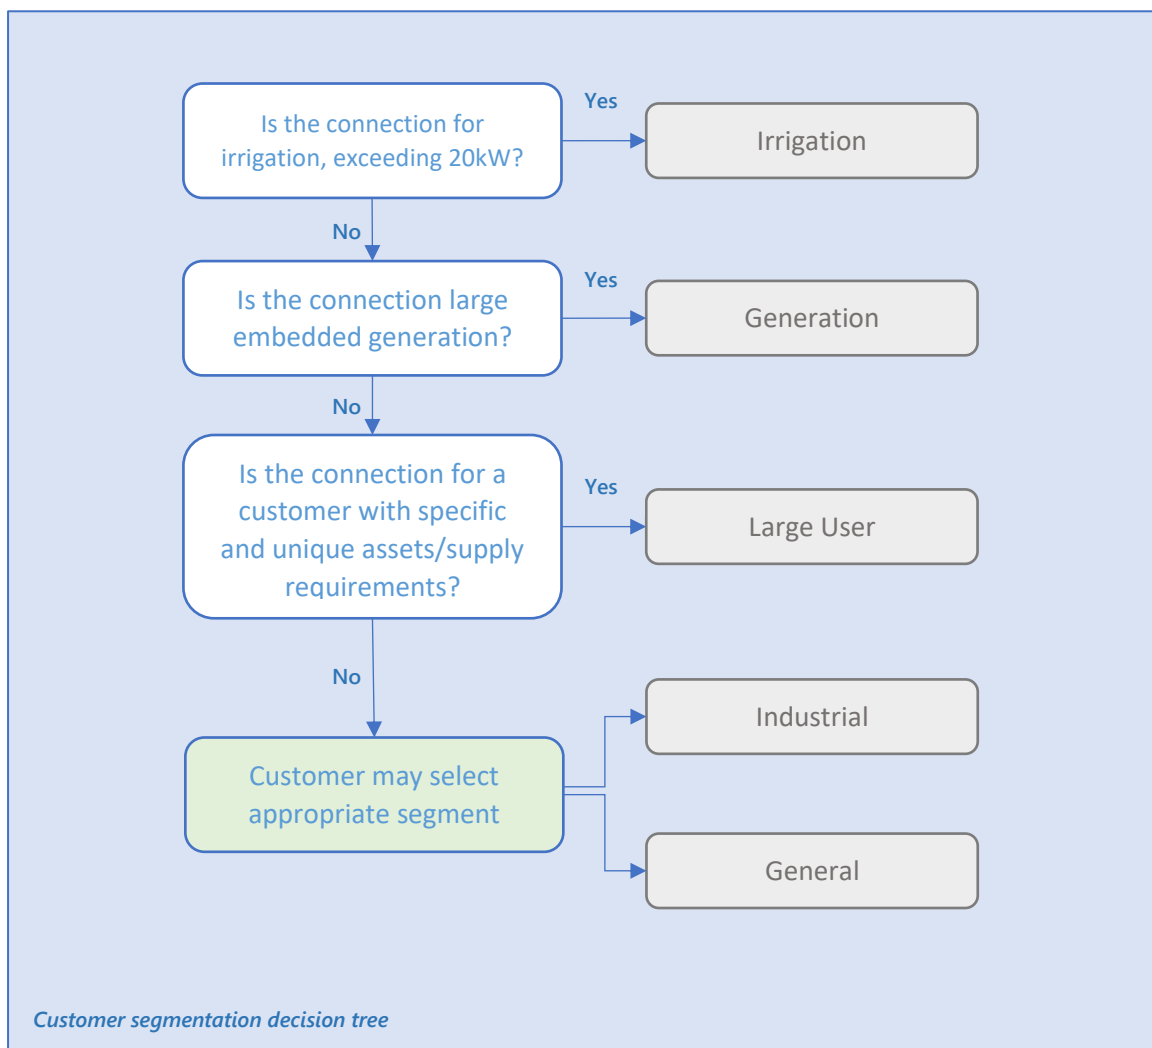 Is the connection for
irrigation, exceeding 20kW?
Yes
Irrigation
No
Is the connection large
embedded generation?
Yes
Generation
No
Is the connection for a
customer with specific
and unique assets/supply
requirements?
Yes
Large User
No
Customer may select
appropriate segment
Industrial
General
Customer segmentation decision tree